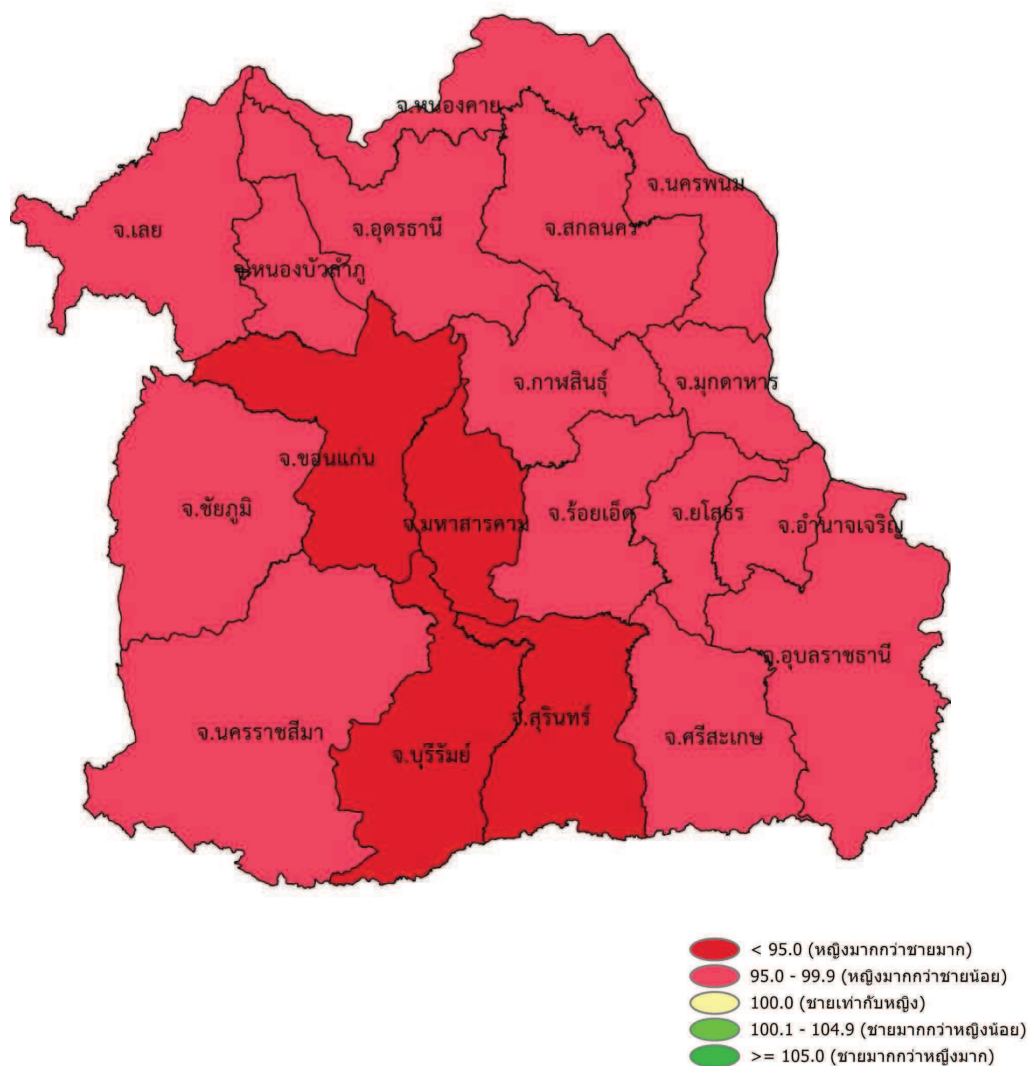 จ.หนองคาย
จ.นครพนม
จ.เลย
จ.อุดรธานี
จ.สกลนคร
จ.หนองบัวลำภู
จ.กาฬสินธุ์
จ.มุกดาหาร
จ.ขอนแก่น
จ.ชัยภูมิ
จ.มหาสารคาม
จ.ร้อยเอ็ด
จ.ยโสธร
จ.อำนาจเจริญ
จ.อุบลราชธานี
จ.นครราชสีมา
จ.บุรีรัมย์
จ.สุรินทร์
จ.ศรีสะเกษ
< 95.0 (หญิงมากกว่าชายมาก)
95.0 - 99.9 (หญิงมากกว่าชายน้อย)
100.0 (ชายเท่ากับหญิง)
100.1 - 104.9 (ชายมากกว่าหญิงน้อย)
>= 105.0 (ชายมากกว่าหญิงมาก)